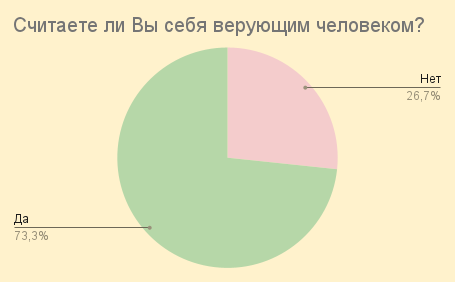 Считаете ли Вы себя верующим человеком?
Нет
26,7%
Да
73,3%